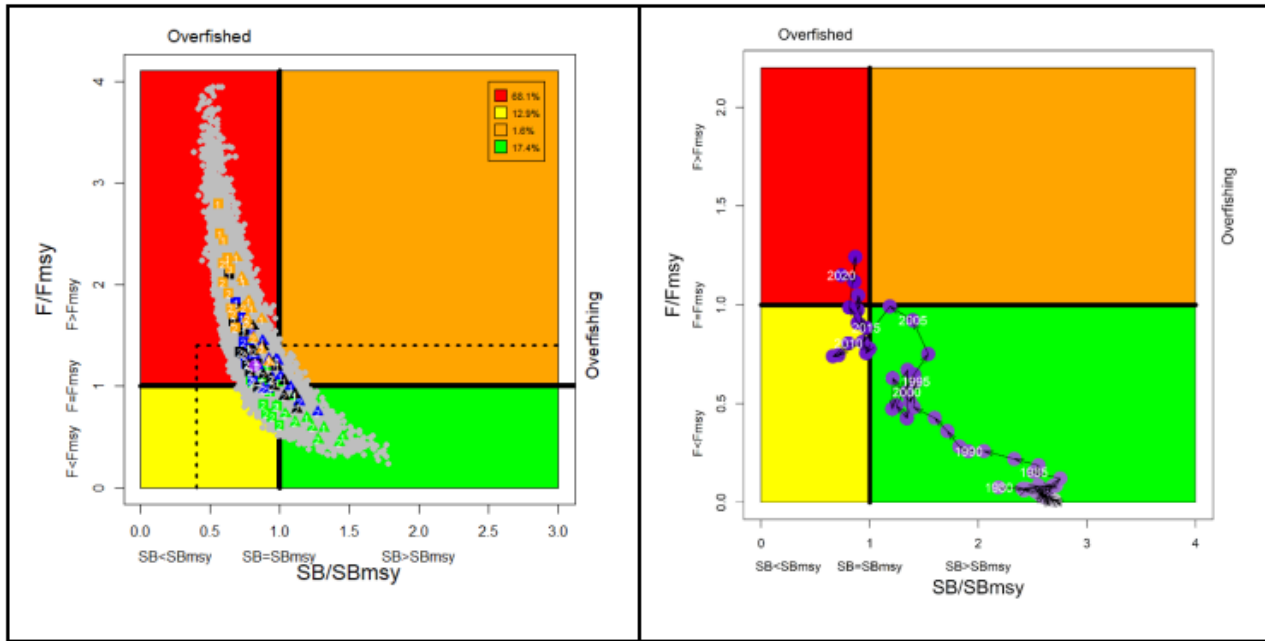 Overfished
4
3
2
1
0
F/Fmsy
F<Fmsy F=Fmsy F>Fmsy
68.1%
12.9%
1.6%
17.4%
Overfishing
0.0 0.5 1.0 1.5 2.0 2.5 3.0
SB<SBmsy SB=SBmsy SB>SBmsy
SB/SBmsy
Overfished
2.0
1.5
1.0
0.5
0.0
F/Fmsy
F<Fmsy F=Fmsy F>Fmsy
2020
2015
2010
2005
1995
2000
1990
1985
1980
Overfishing
0 1 2 3 4
SB<SBmsy SB=SBmsy SB>SBmsy
SB/SBmsy